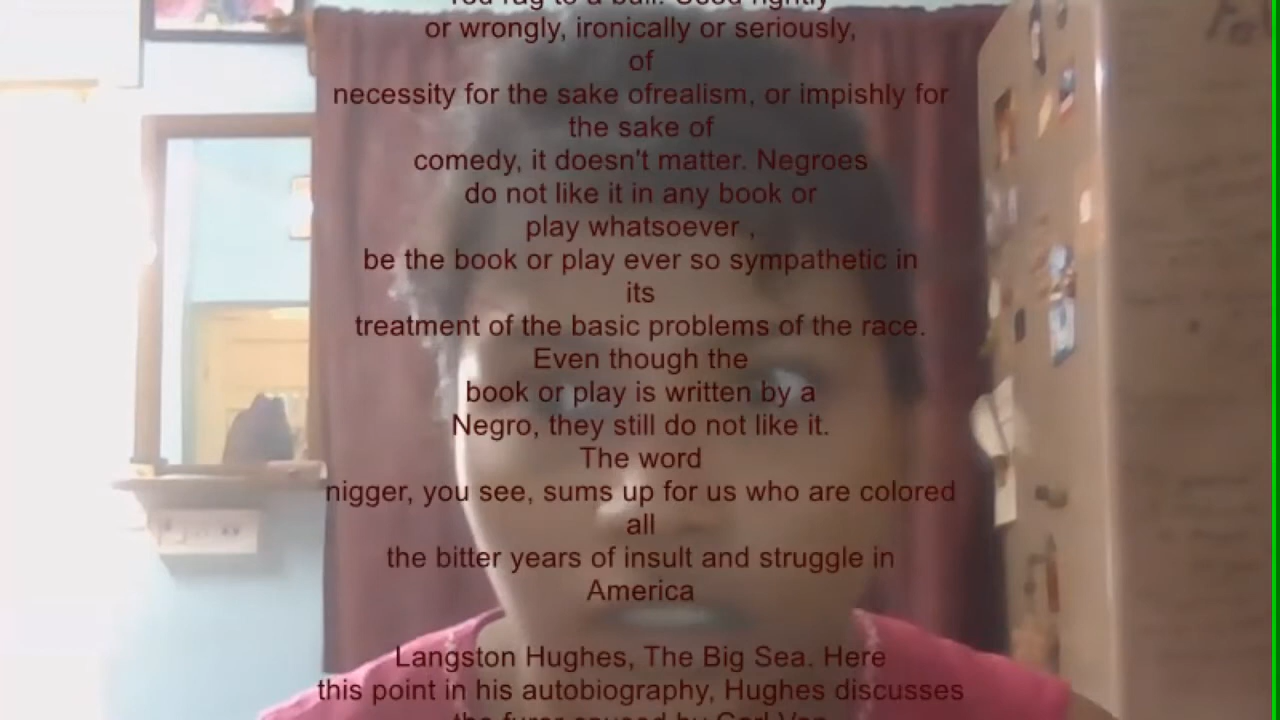 or wrongly, ironically or seriously,
of
necessity for the sake ofrealism, or impishly for
the sake of
comedy, it doesn't matter. Negroes
do not like it in any book or
play whatsoever ,
be the book or play ever so sympathetic in
its
treatment of the basic problems of the race.
Even though the
book or play is written by a
Negro, they still do not like it.
The word
nigger, you see, sums up for us who are colored
all
the bitter years of insult and struggle in
America
Langston Hughes, The Big Sea. Here
this point in his autobiography, Hughes discusses